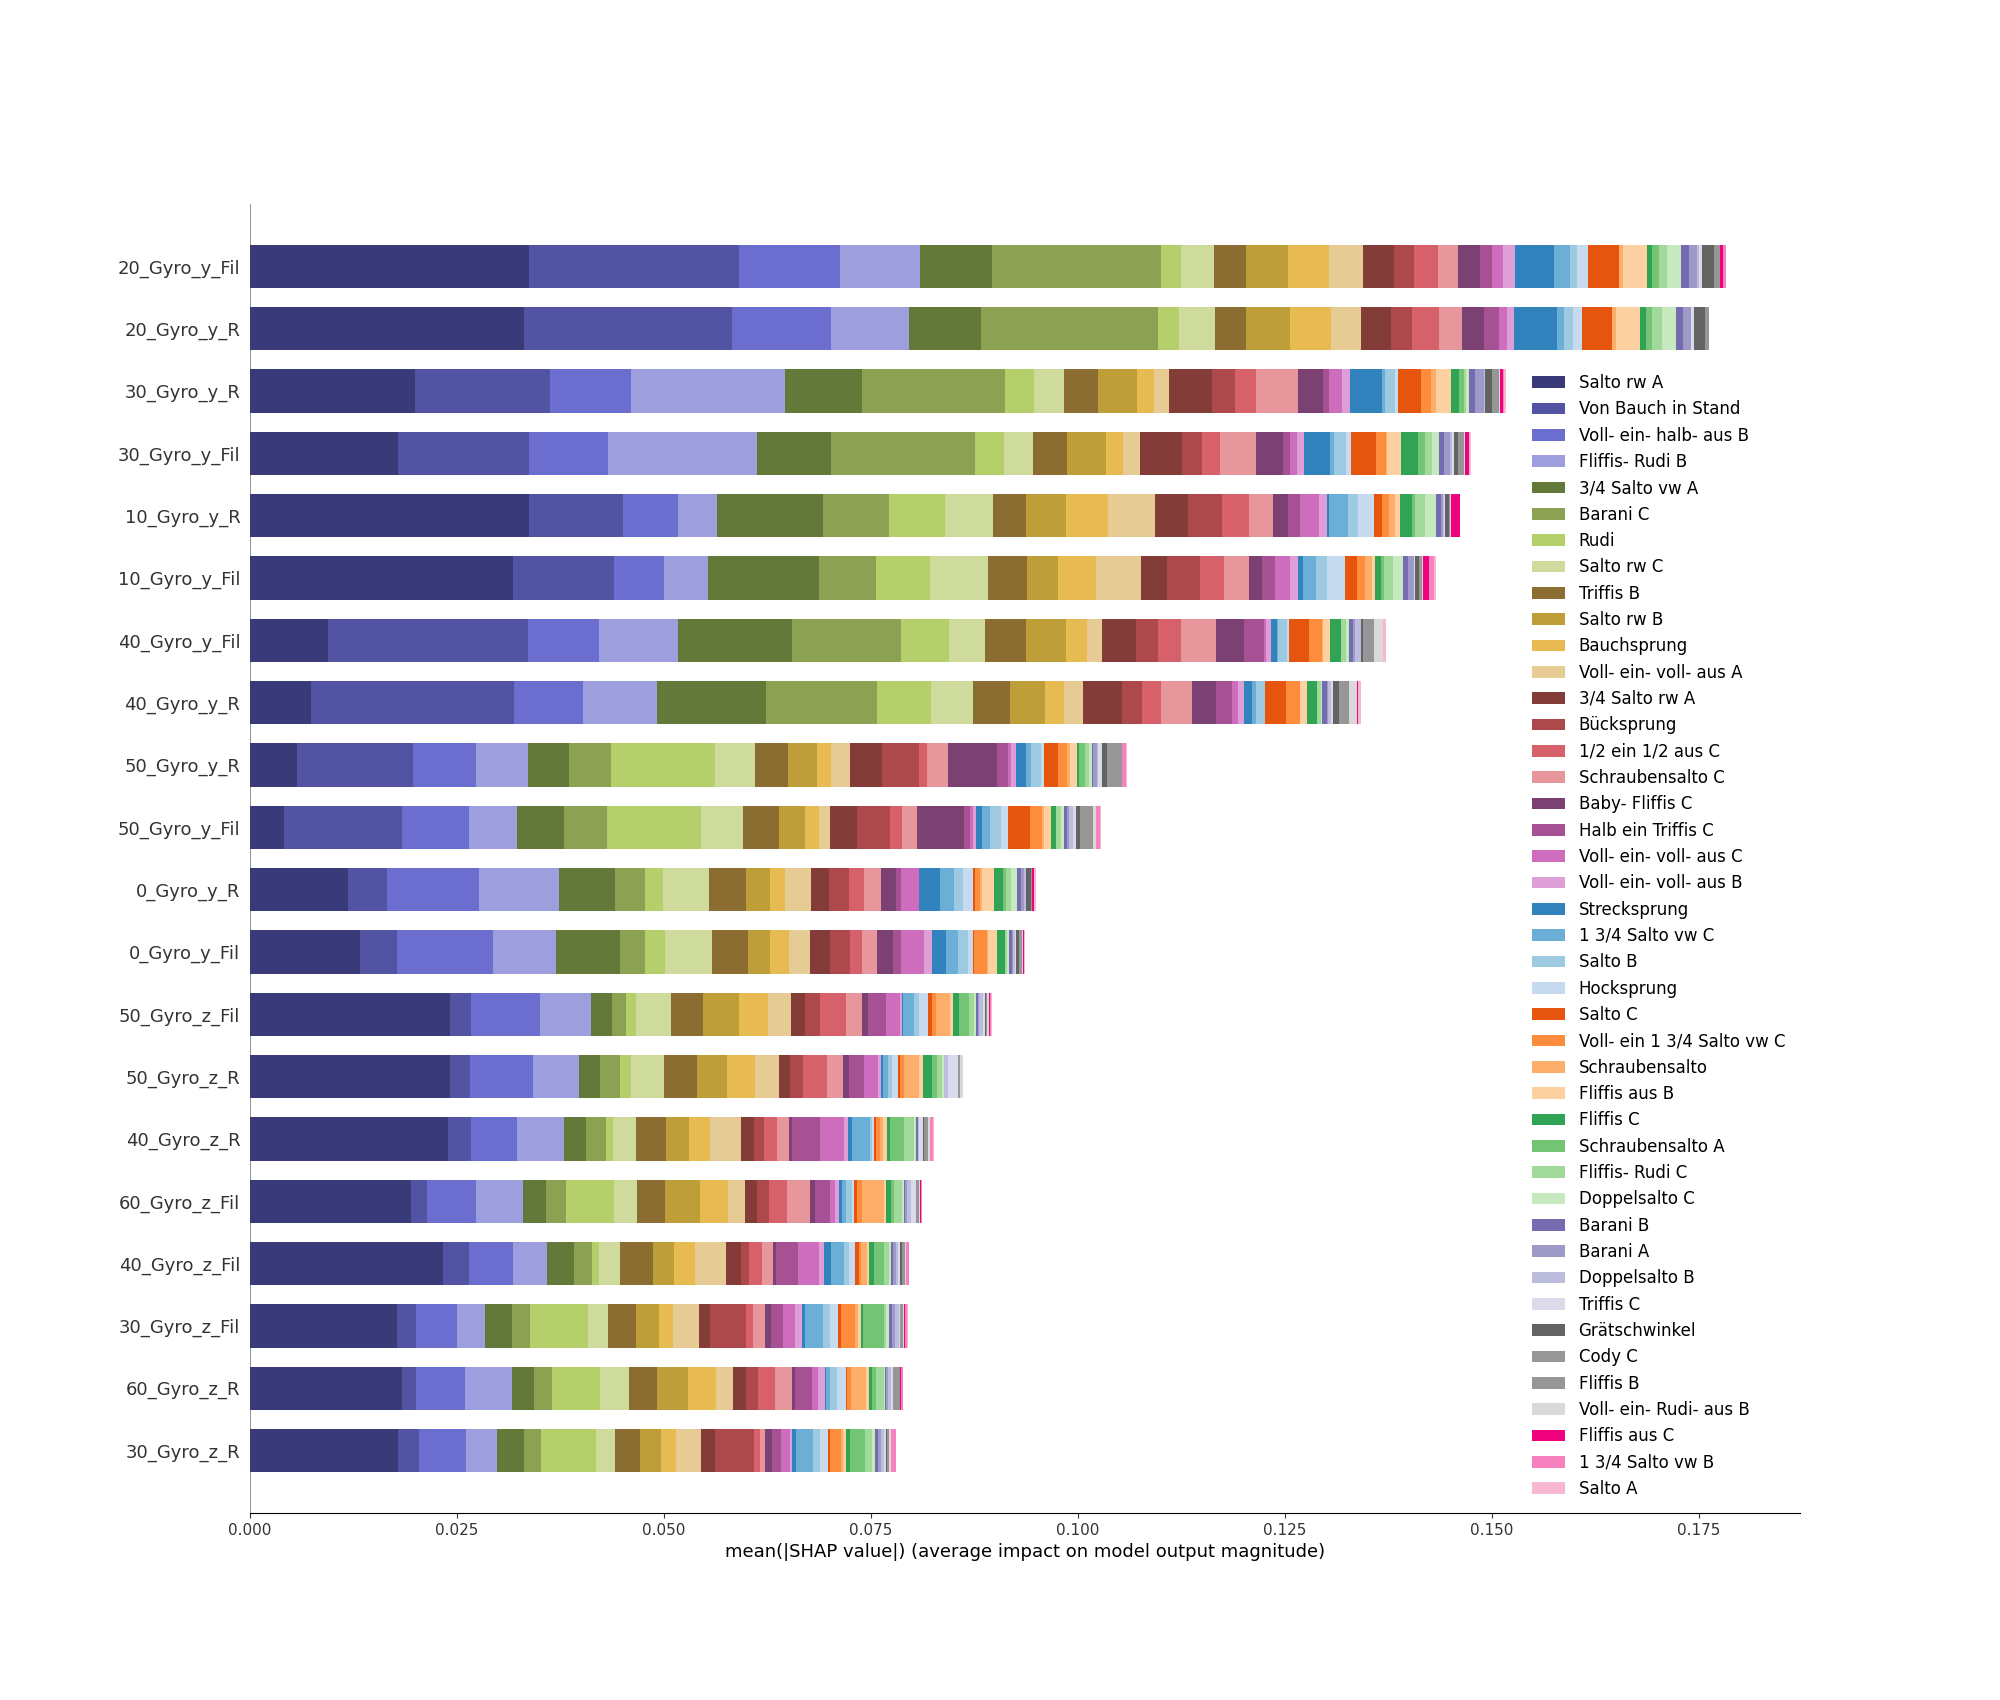 20_Gyro_y_Fil
20_Gyro_y_R
30_Gyro_y_R
30_Gyro_y_Fil
10_Gyro_y_R
10_Gyro_y_Fil
40_Gyro_y_Fil
40_Gyro_y_R
50_Gyro_y_R
50_Gyro_y_Fil
0_Gyro_y_R
0_Gyro_y_Fil
50_Gyro_z_Fil
50_Gyro_z_R
40_Gyro_z_R
60_Gyro_z_Fil
40_Gyro_z_Fil
30_Gyro_z_Fil
60_Gyro_z_R
30_Gyro_z_R
Salto rw A
Von Bauch in Stand
Voll- ein- halb- aus B
Fliffis- Rudi B
3/4 Salto vw A
Barani C
Rudi
Salto rw C
Triffis B
Salto rw B
Bauchsprung
Voll- ein- voll- aus A
3/4 Salto rw A
Bücksprung
1/2 ein 1/2 aus C
Schraubensalto C
Baby- Fliffis C
Halb ein Triffis C
Voll- ein- voll- aus C
Voll- ein- voll- aus B
Strecksprung
1 3/4 Salto vw C
Salto B
Hocksprung
Salto C
Voll- ein 1 3/4 Salto vw C
Schraubensalto
Fliffis aus B
Fliffis C
Schraubensalto A
Fliffis- Rudi C
Doppelsalto C
Barani B
Barani A
Doppelsalto B
Triffis C
Grätschwinkel
Cody C
Fliffis B
Voll- ein- Rudi- aus B
Fliffis aus C
1 3/4 Salto vw B
Salto A
0.000 0.025 0.050 0.075 0.100 0.125 0.150 0.175
mean(|SHAP value|) (average impact on model output magnitude)